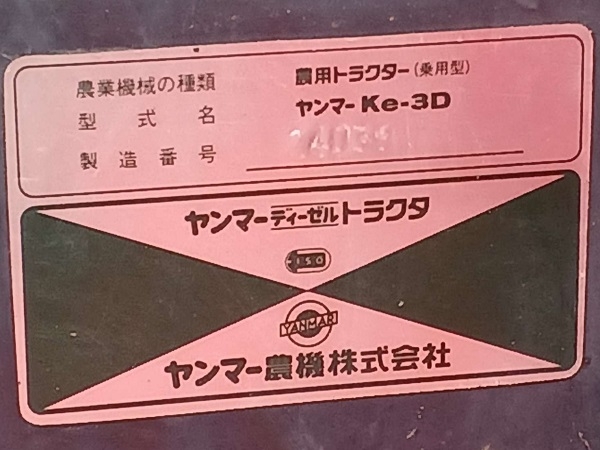 農業機械の種類 農用トラクター(乗用型)
型式名 ヤンマー Ke-3D
製造番号
ヤンマーディーゼルトラクタ
YANMAR
ヤンマー農機株式会社